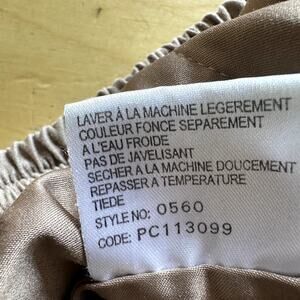 LAVER À LA MACHINE LEGEREMENT
COULEUR FONCE SEPAREMENT
A L'EAU FROIDE
PAS DE JAVELISANT
SECHER À LA MACHINE DOUCEMENT
REPASSER A TEMPERATURE
TIEDE
STYLE NO: 0560
CODE: PC113099